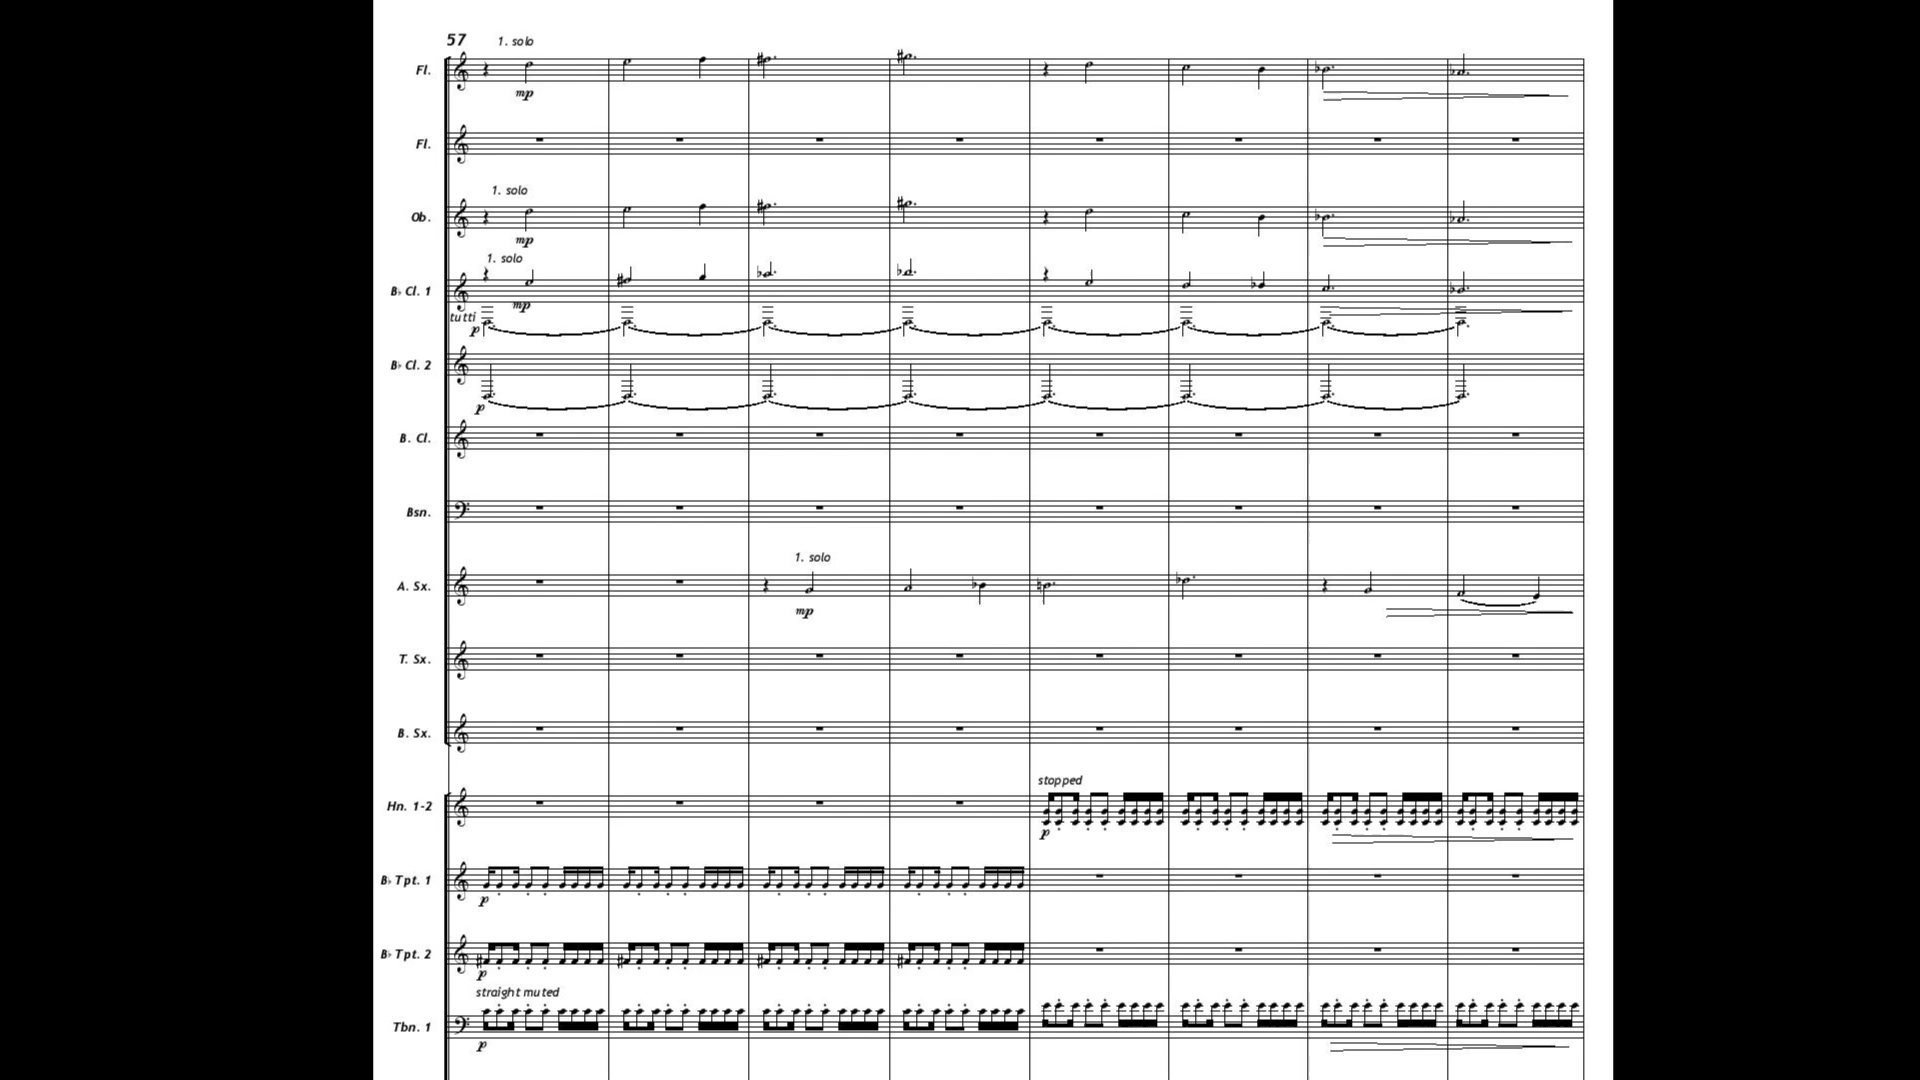 57 1. solo
Fl.
mp
Fl.
1. solo
Ob.
mp
1. solo
B♭ Cl. 1
mp
tutti
p
B♭ Cl. 2
p
B. Cl.
Bsn.
1. solo
A. Sx.
mp
T. Sx.
B. Sx.
stopped
Hn. 1-2
p
B♭ Tpt. 1
p
B♭ Tpt. 2
p
straight muted
Tbn. 1
p